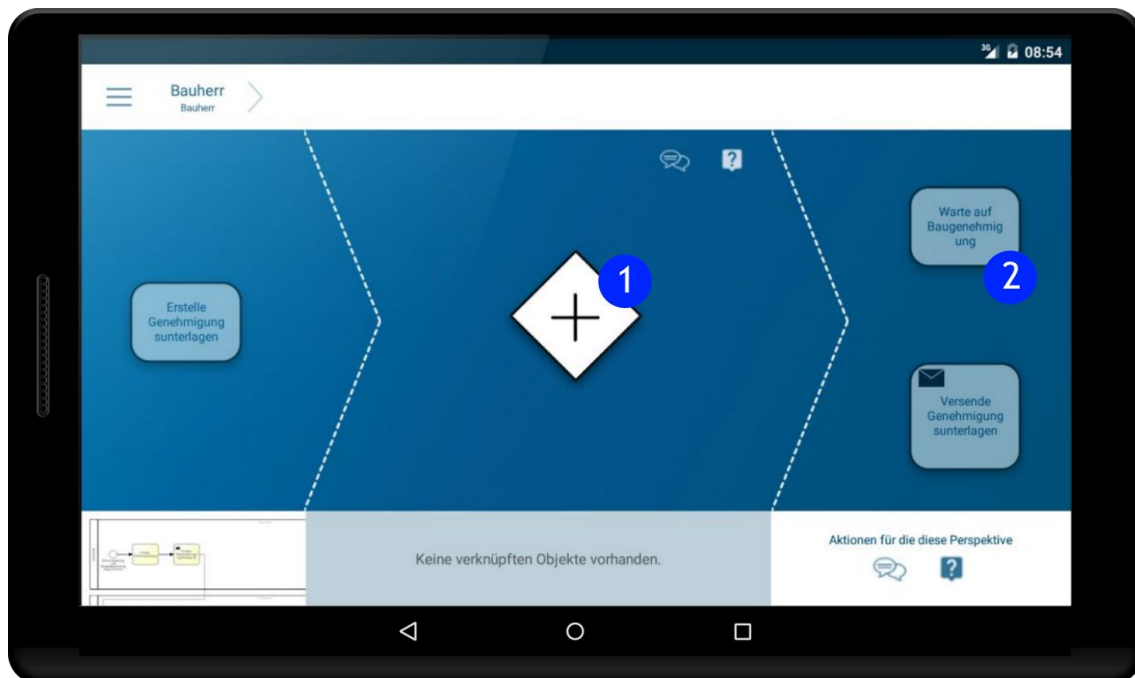 3G 08:54
Bauherr
Bauherr
1
Warte auf
Baugenehmig
ung
2
Erstelle
Genehmigung
sunterlagen
Versende
Genehmigung
sunterlagen
Keine verknüpften Objekte vorhanden.
Aktionen für die diese Perspektive